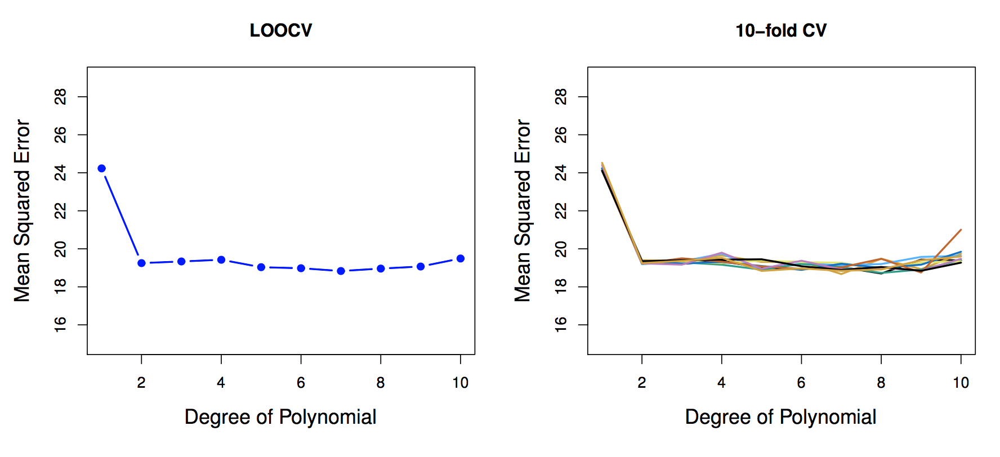 LOOCV
Mean Squared Error
28
26
24
22
20
18
16
2 4 6 8 10
Degree of Polynomial
10−fold CV
Mean Squared Error
28
26
24
22
20
18
16
2 4 6 8 10
Degree of Polynomial